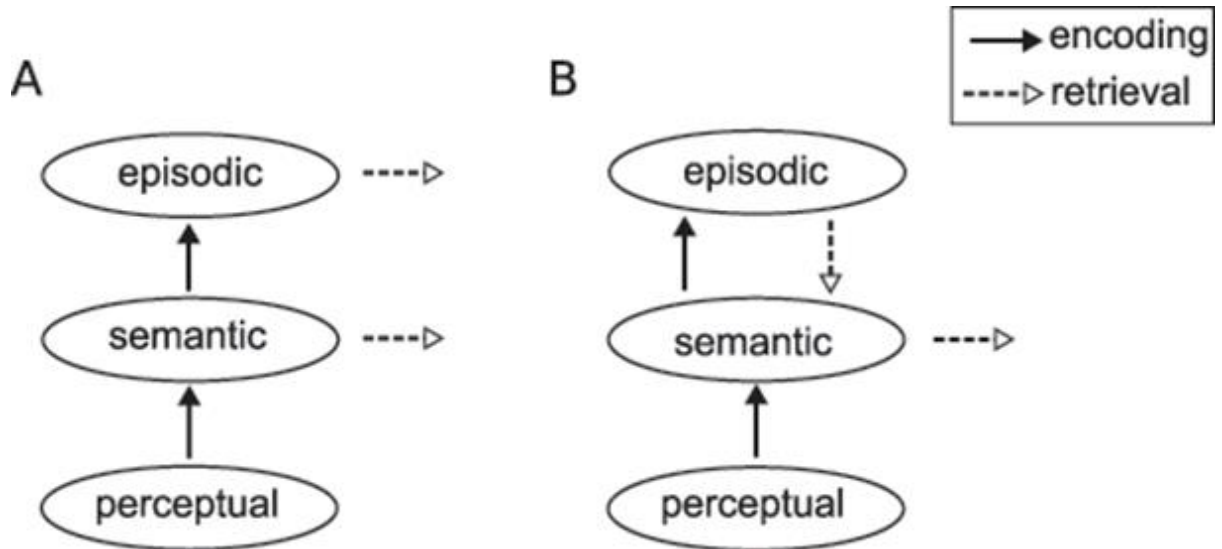 A
episodic
semantic
perceptual
B
episodic
semantic
perceptual
encoding
retrieval